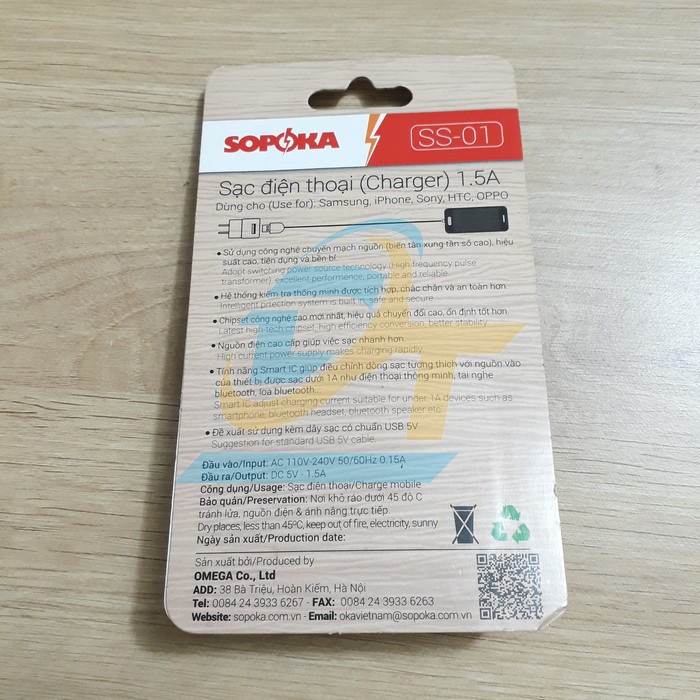 SOPOKA
SS-01
Sạc điện thoại (Charger) 1.5A
Dùng cho (Use for): Samsung, iPhone, Sony, HTC, OPPO
• Sử dụng công nghệ chuyển mạch nguồn (biến tần xung tần số cao), hiệu
suất cao, tiện dụng và bền bỉ.
Adopt switching power source technology (High frequency pulse
transformer), excellent performance, portable and reliable.
• Hệ thống kiểm tra thông minh được tích hợp, chắc chắn và an toàn hơn.
Intelligent prtection system is built safe and secure
• Chipset công nghệ cao mới nhất, hiệu quả chuyển đổi cao, ổn định tốt hơn.
Latest high tech chipset, high efficiency conversion, better stability.
• Nguồn điện cao cấp giúp việc sạc nhanh hơn.
High current power supply makes charging rapidly.
• Tính năng Smart IC giúp điều chỉnh dòng sạc tương thích với nguồn vào
của thiết bị được sạc dưới 1A như điện thoại thông minh, tai nghe
bluetooth, loa bluetooth....
Smart IC adjust charging current suitable for under 1A devices such as
smartphone, bluetooth headset, bluetooth speaker etc
• Đề xuất sử dụng kèm dây sạc có chuẩn USB 5V
Suggestion for standard USB 5V cable.
Đầu vào/Input: AC 110V-240V 50/60Hz 0.15A
Đầu ra/Output: DC 5V - 1.5A
Công dụng/Usage: Sạc điện thoại/Charge mobile
Bảo quản/Preservation: Nơi khô ráo dưới 45 độ C
tránh lửa, nguồn điện & ánh nắng trực tiếp.
Dry places, less than 45ºC, keep out of fire, electricity, sunny
Ngày sản xuất/Production date:
Sản xuất bởi/Produced by
OMEGA Co., Ltd
ADD: 38 Bà Triệu, Hoàn Kiếm, Hà Nội
Tel: 0084 24 3933 6267 - FAX: 0084 24 3933 6263
Website: sopoka.com.vn - Email: okavietnam@sopoka.com.vn